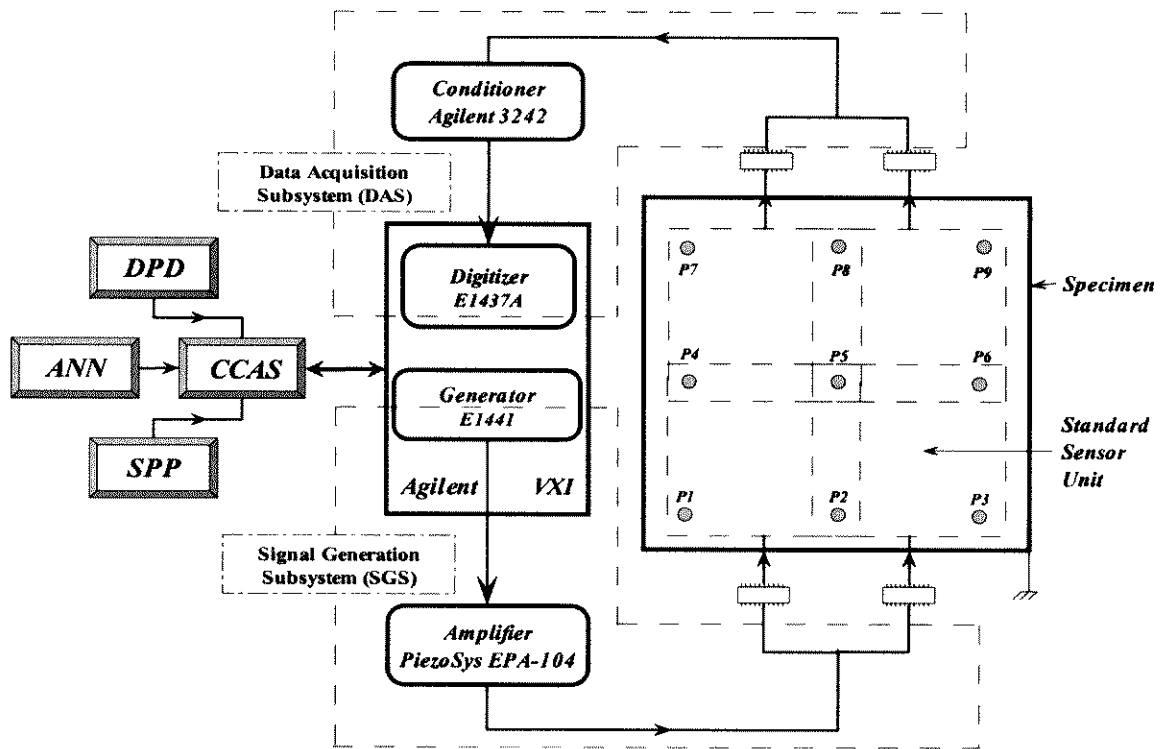 Conditioner
Agilent 3242
Data Acquisition
Subsystem (DAS)
Digitizer
E1437A
DPD
ANN
CCAS
SPP
Generator
E1441
Agilent VXI
Signal Generation
Subsystem (SGS)
Amplifier
PiezoSys EPA-104
P7
P8
P9
P4
P5
P6
P1
P2
P3
Specimen
Standard
Sensor
Unit